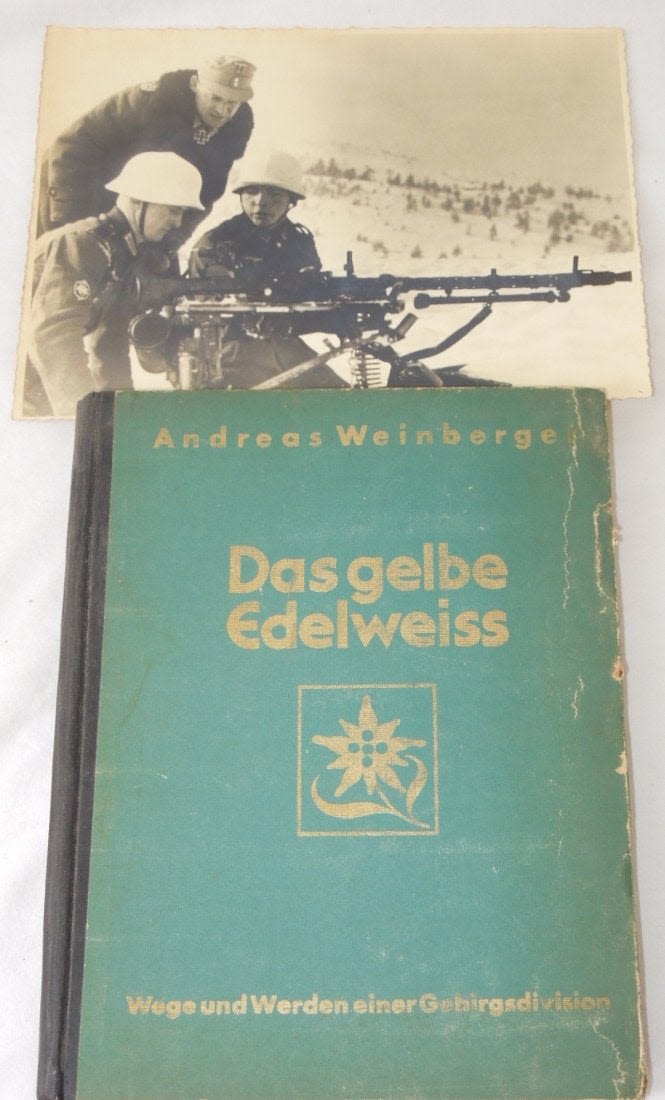 Andreas Weinberger
Das gelbe
Edelweiss
Wege und Werden einer Gebirgsdivision